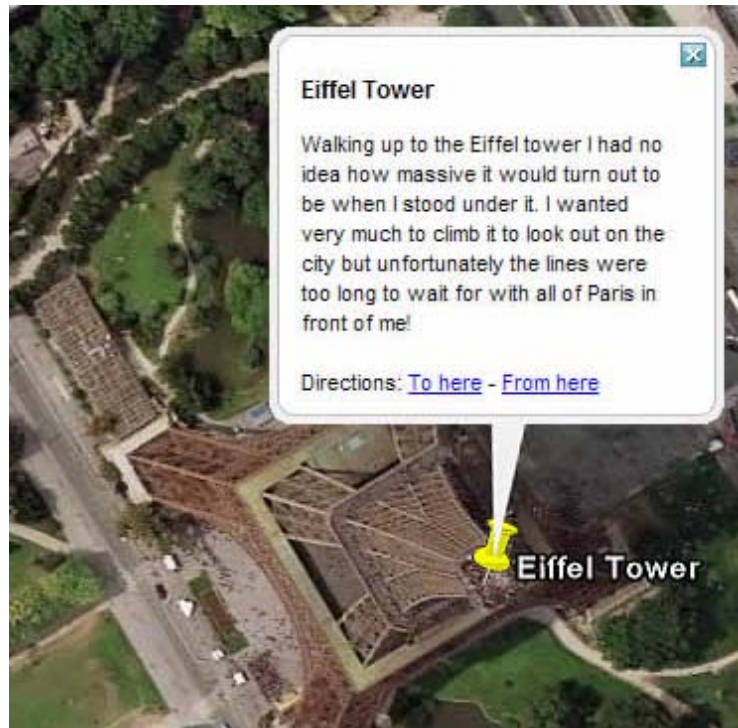 Eiffel Tower
Walking up to the Eiffel tower I had no
idea how massive it would turn out to
be when I stood under it. I wanted
very much to climb it to look out on the
city but unfortunately the lines were
too long to wait for with all of Paris in
front of me!
Directions: To here - From here
Eiffel Tower